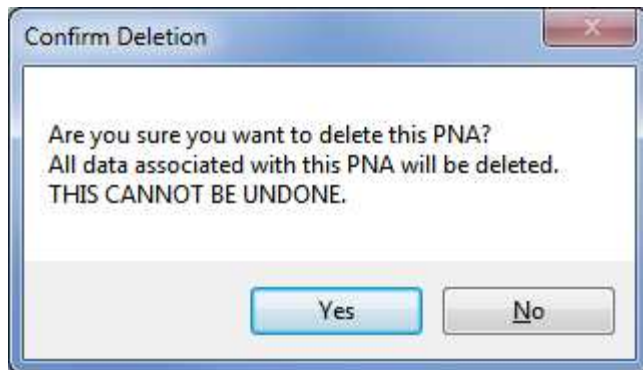 Confirm Deletion
Are you sure you want to delete this PNA?
All data associated with this PNA will be deleted.
THIS CANNOT BE UNDONE.
Yes
No